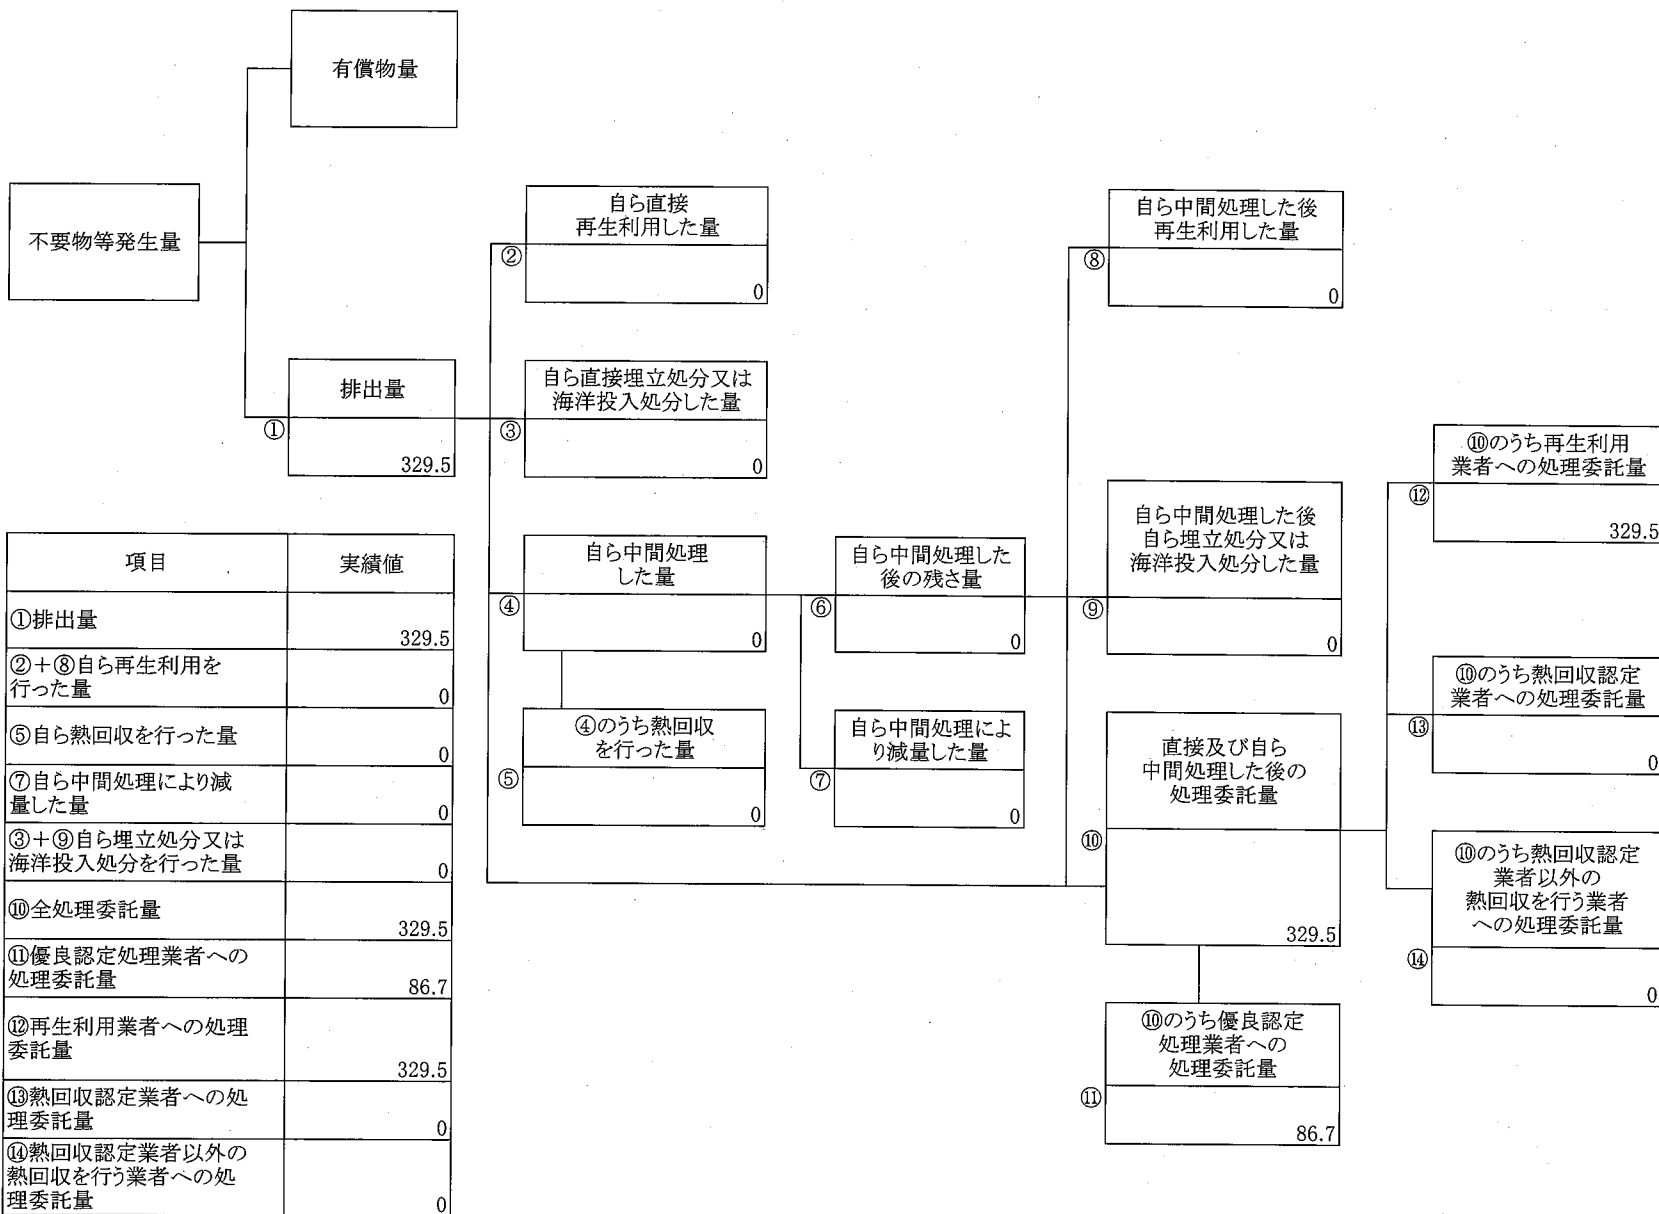 有償物量
不要物等発生量
自ら直接
再生利用した量
②
0
自ら中間処理した後
再生利用した量
⑧
0
排出量
①
329.5
自ら直接埋立処分又は
海洋投入処分した量
③
0
⑩のうち再生利用
業者への処理委託量
⑫
329.5
自ら中間処理
した量
④
0
自ら中間処理した
後の残さ量
⑥
0
自ら中間処理した後
自ら埋立処分又は
海洋投入処分した量
⑨
0
④のうち熱回収
を行った量
⑤
0
自ら中間処理によ
り減量した量
⑦
0
直接及び自ら
中間処理した後の
処理委託量
⑩
329.5
⑩のうち熱回収認定
業者への処理委託量
⑬
0
⑩のうち熱回収認定
業者以外の
熱回収を行う業者
への処理委託量
⑭
0
⑩のうち優良認定
処理業者への
処理委託量
⑪
86.7
項目 実績値
①排出量
329.5
②+⑧自ら再生利用を
行った量
0
⑤自ら熱回収を行った量
0
⑦自ら中間処理により減
量した量
0
③+⑨自ら埋立処分又は
海洋投入処分を行った量
0
⑩全処理委託量
329.5
⑪優良認定処理業者への
処理委託量
86.7
⑫再生利用業者への処理
委託量
329.5
⑬熱回収認定業者への処
理委託量
0
⑭熱回収認定業者以外の
熱回収を行う業者への処
理委託量
0